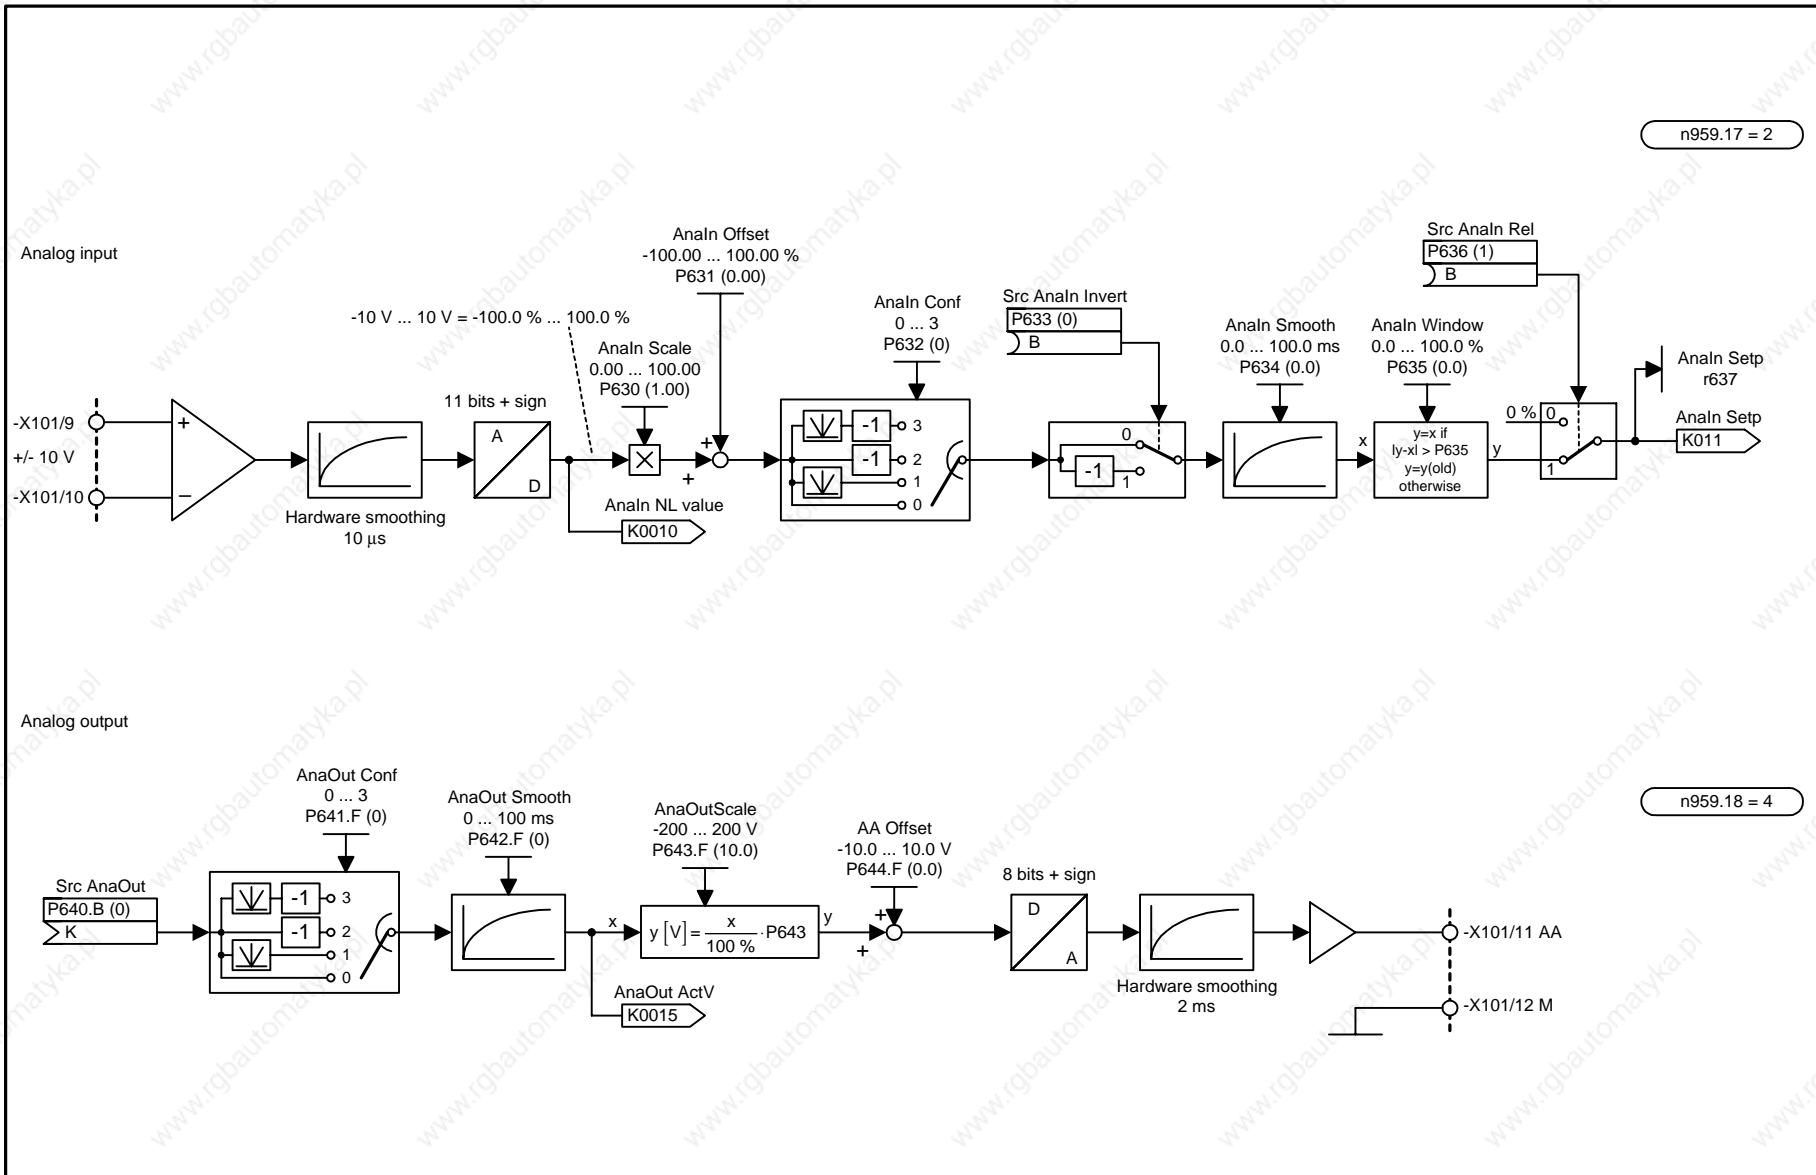 n959.17 = 2
Analog input
AnaIn Offset
-100.00 ... 100.00 %
P631 (0.00)
-10 V ... 10 V = -100.0 % ... 100.0 %
AnaIn Scale
0.00 ... 100.00
P630 (1.00)
AnaIn Conf
0 ... 3
P632 (0)
Src AnaIn Invert
P633 (0)
B
AnaIn Smooth
0.0 ... 100.0 ms
P634 (0.0)
AnaIn Window
0.0 ... 100.0 %
P635 (0.0)
Src AnaIn Rel
P636 (1)
B
AnaIn Setp
r637
AnaIn Setp
K011
-X101/9
+/- 10 V
-X101/10
+
−
Hardware smoothing
10 µs
11 bits + sign
A
D
X
+
+
AnaIn NL value
K0010
-1 3
-1 2
1
0
0
-1
1
x
y=x if
Iy-xI > P635
y=y(old)
otherwise
y
0 % 0
1
Analog output
n959.18 = 4
AnaOut Conf
0 ... 3
P641.F (0)
Src AnaOut
P640.B (0)
K
-1 3
-1 2
1
0
AnaOut Smooth
0 ... 100 ms
P642.F (0)
AnaOutScale
-200 ... 200 V
P643.F (10.0)
x
y [V] = x / 100 % · P643
y
AnaOut ActV
K0015
AA Offset
-10.0 ... 10.0 V
P644.F (0.0)
+
+
8 bits + sign
D
A
Hardware smoothing
2 ms
-X101/11 AA
-X101/12 M
www.rgbautomatyka.pl